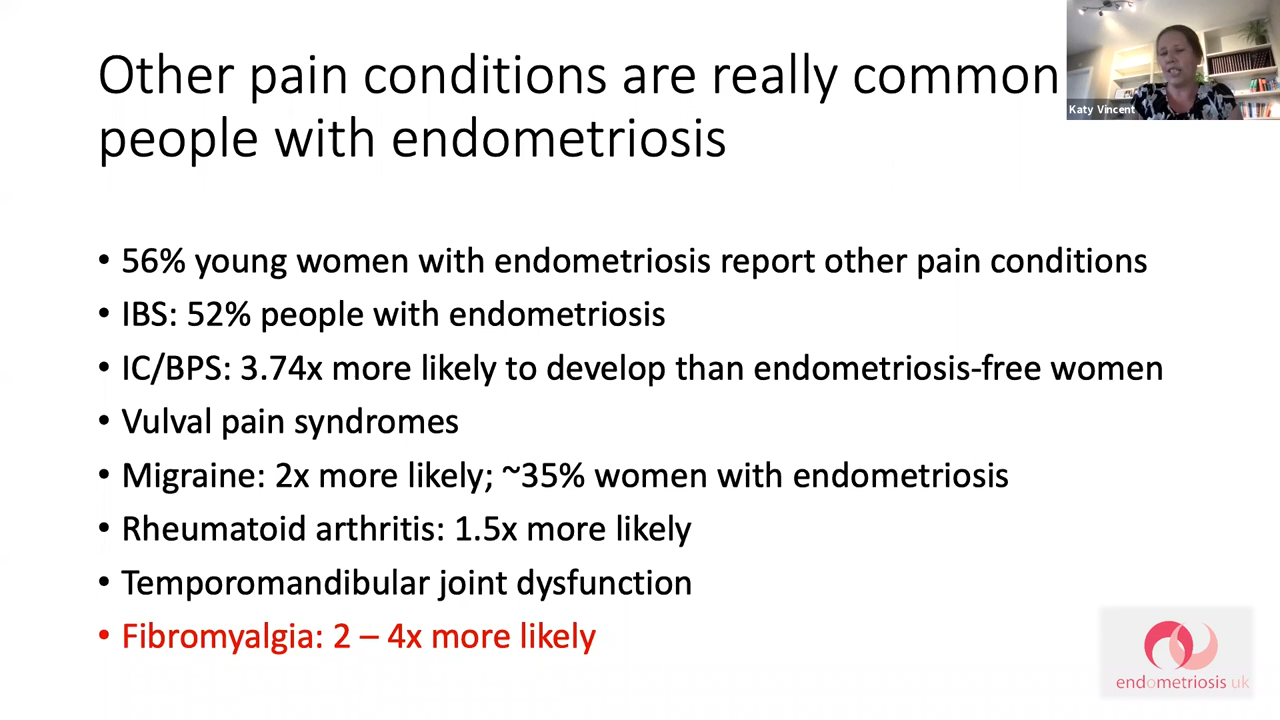 Other pain conditions are really common
people with endometriosis
Katy Vincent
• 56% young women with endometriosis report other pain conditions
• IBS: 52% people with endometriosis
• IC/BPS: 3.74x more likely to develop than endometriosis-free women
• Vulval pain syndromes
• Migraine: 2x more likely; ~35% women with endometriosis
• Rheumatoid arthritis: 1.5x more likely
• Temporomandibular joint dysfunction
• Fibromyalgia: 2 – 4x more likely
endometriosis uk